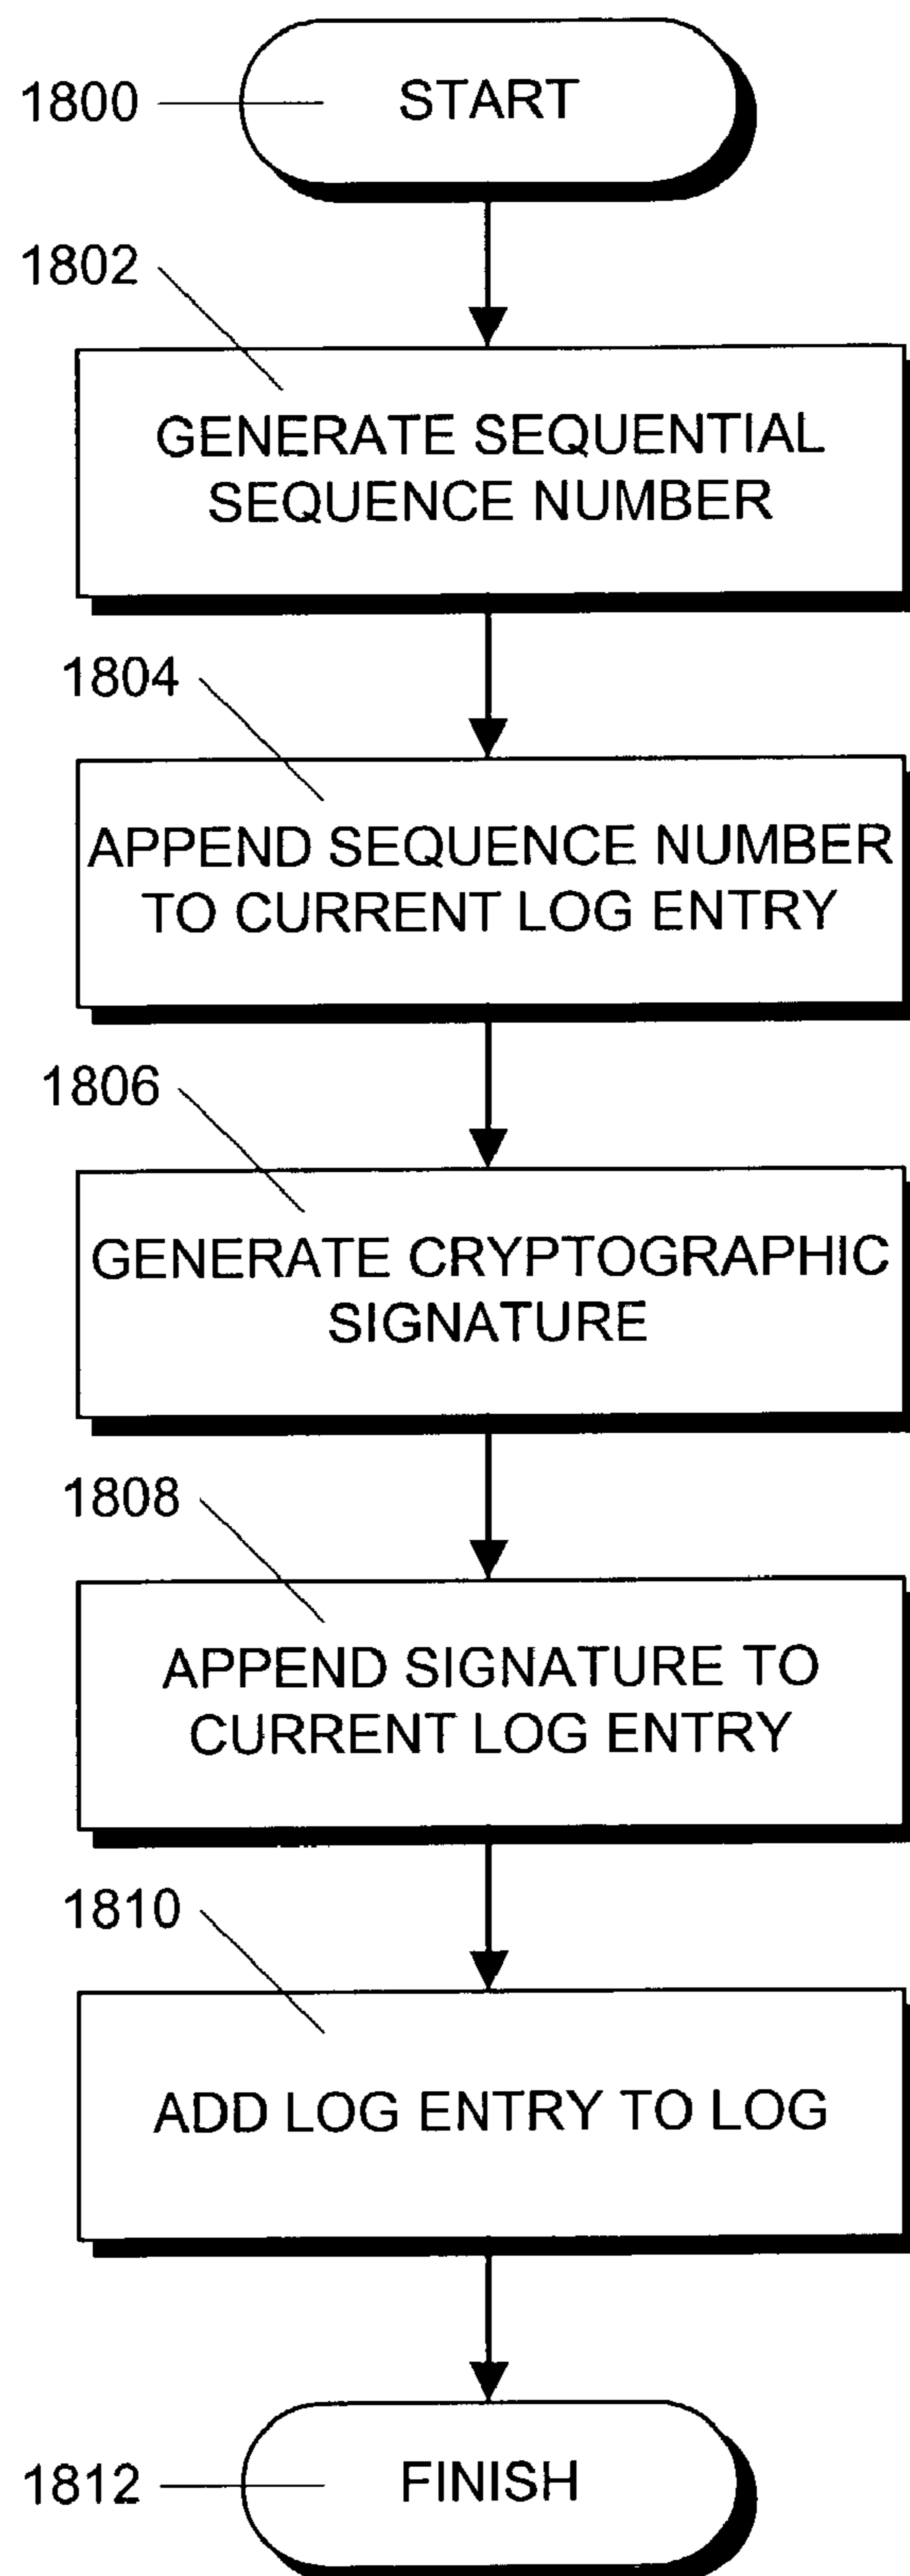 1800
START
1802
GENERATE SEQUENTIAL
SEQUENCE NUMBER
1804
APPEND SEQUENCE NUMBER
TO CURRENT LOG ENTRY
1806
GENERATE CRYPTOGRAPHIC
SIGNATURE
1808
APPEND SIGNATURE TO
CURRENT LOG ENTRY
1810
ADD LOG ENTRY TO LOG
1812
FINISH